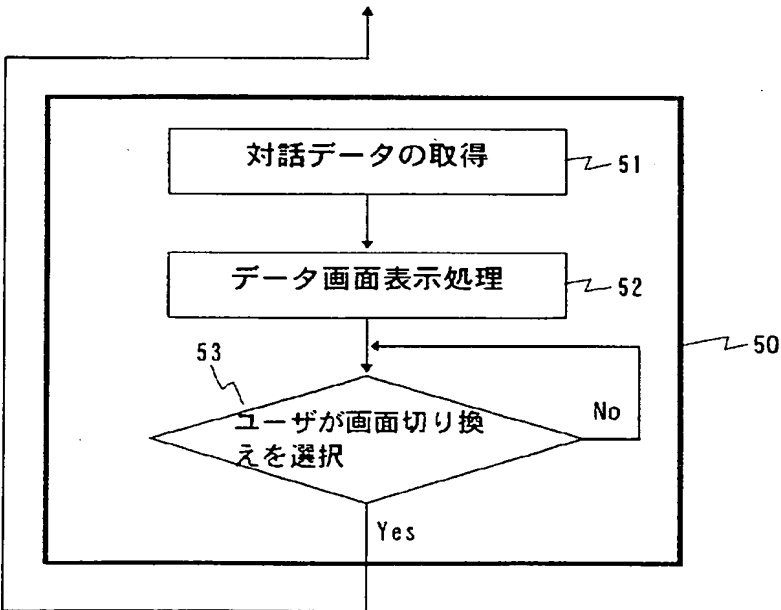 対話データの取得
51
データ画面表示処理
52
50
53
ユーザが画面切り換
えを選択
No
Yes